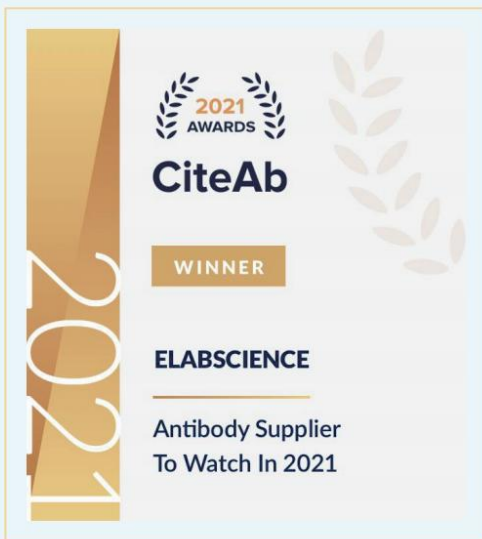 2021
AWARDS
CiteAb
WINNER
ELABSCIENCE
Antibody Supplier
To Watch In 2021
2021